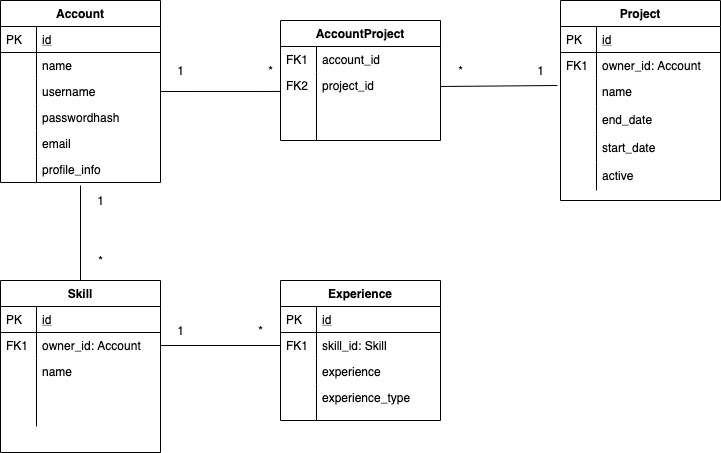 Account
PK id
name
username
passwordhash
email
profile_info
1
*
AccountProject
FK1 account_id
FK2 project_id
*
1
Project
PK id
FK1 owner_id: Account
name
end_date
start_date
active
1
*
Skill
PK id
FK1 owner_id: Account
name
1
*
Experience
PK id
FK1 skill_id: Skill
experience
experience_type